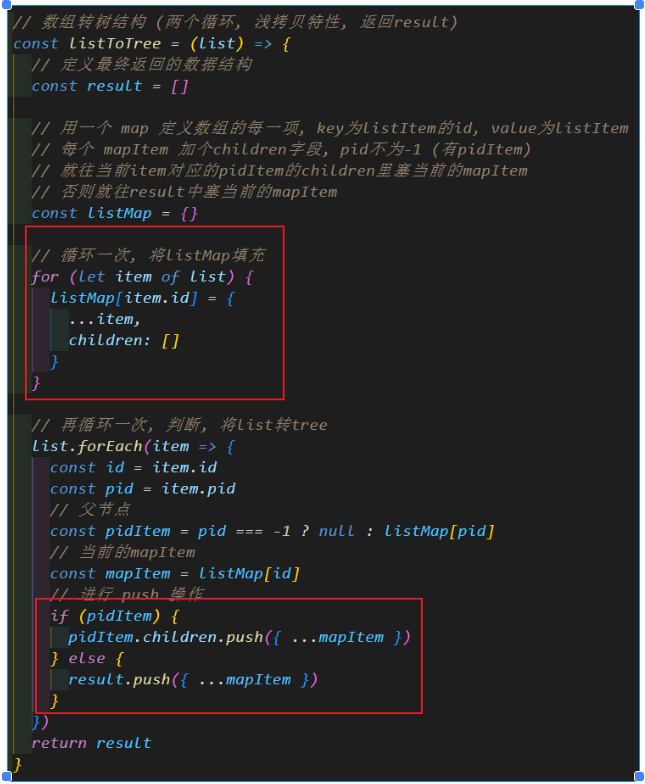 // 数组转树结构 (两个循环, 浅拷贝特性, 返回result)
const listToTree = (list) => {
  // 定义最终返回的数据结构
  const result = []

  // 用一个 map 定义数组的每一项, key为listItem的id, value为listItem
  // 每个 mapItem 加个children字段, pid不为-1 (有pidItem)
  // 就往当前item对应的pidItem的children里塞当前的mapItem
  // 否则就往result中塞当前的mapItem
  const listMap = {}

  // 循环一次, 将listMap填充
  for (let item of list) {
    listMap[item.id] = {
      ...item,
      children: []
    }
  }

  // 再循环一次, 判断, 将list转tree
  list.forEach(item => {
    const id = item.id
    const pid = item.pid
    // 父节点
    const pidItem = pid === -1 ? null : listMap[pid]
    // 当前的mapItem
    const mapItem = listMap[id]
    // 进行 push 操作
    if (pidItem) {
      pidItem.children.push({ ...mapItem })
    } else {
      result.push({ ...mapItem })
    }
  })
  return result
}